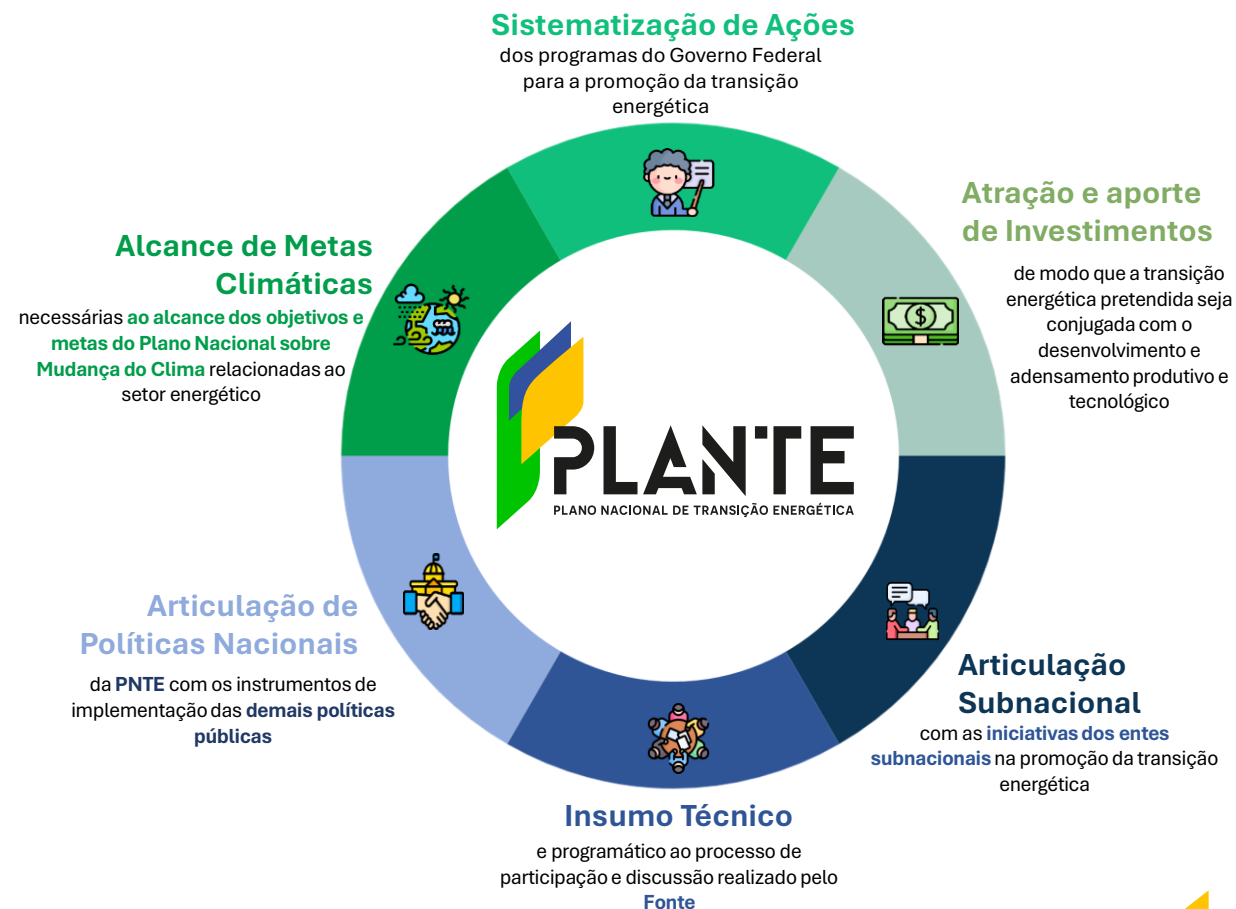 Sistematização de Ações
dos programas do Governo Federal
para a promoção da transição
energética
Atração e aporte
de Investimentos
de modo que a transição
energética pretendida seja
conjugada com o
desenvolvimento e
adensamento produtivo e
tecnológico
Alcance de Metas
Climáticas
necessárias ao alcance dos objetivos e
metas do Plano Nacional sobre
Mudança do Clima relacionadas ao
setor energético
PLANTE
PLANO NACIONAL DE TRANSIÇÃO ENERGÉTICA
Articulação de
Políticas Nacionais
da PNTE com os instrumentos de
implementação das demais políticas
públicas
Articulação
Subnacional
com as iniciativas dos entes
subnacionais na promoção da transição
energética
Insumo Técnico
e programático ao processo de
participação e discussão realizado pelo
Fonte